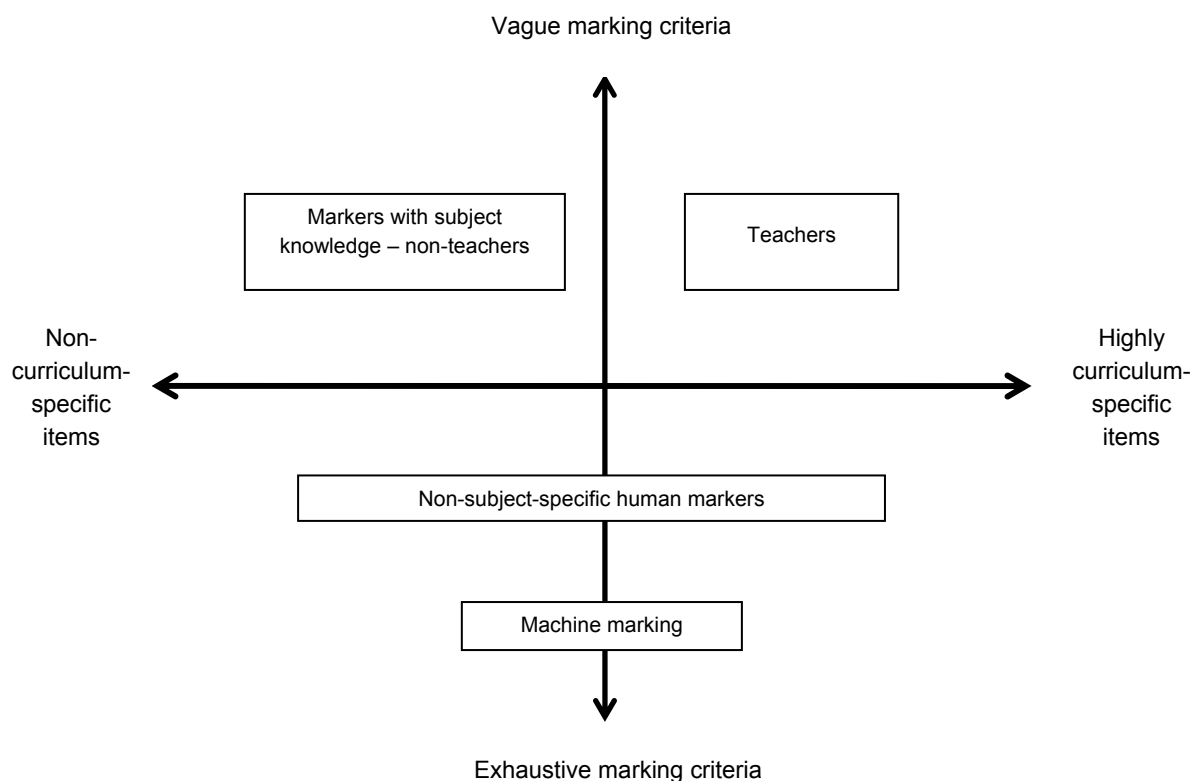 Vague marking criteria
Markers with subject
knowledge – non-teachers
Teachers
Non-
curriculum-
specific
items
Highly
curriculum-
specific
items
Non-subject-specific human markers
Machine marking
Exhaustive marking criteria